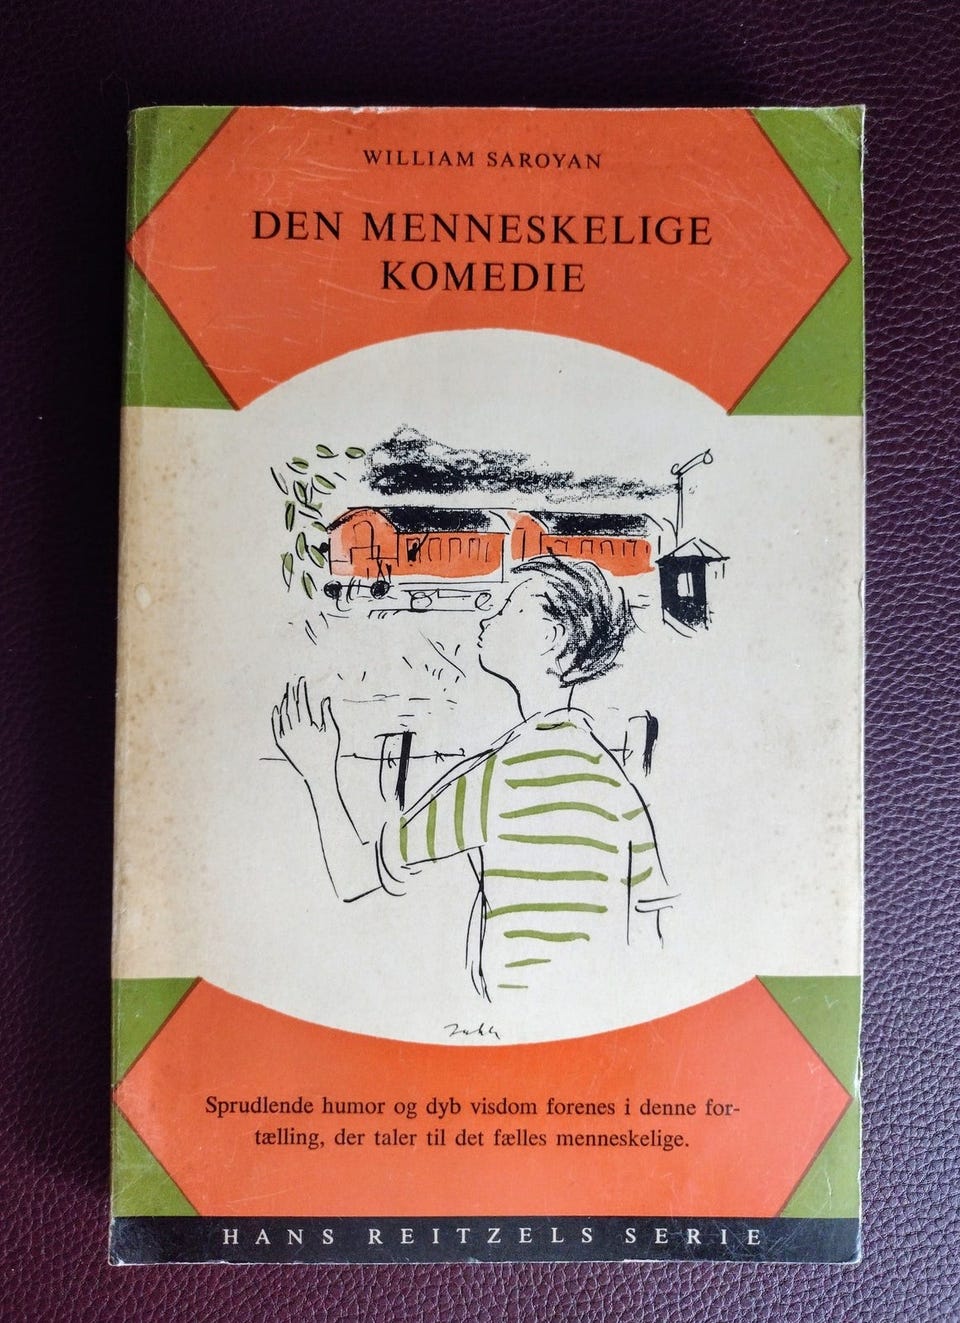 WILLIAM SAROYAN
DEN MENNESKELIGE
KOMEDIE
Sprudlende humor og dyb visdom forenes i denne for-
tælling, der taler til det fælles menneskelige.
HANS REITZELS SERIE